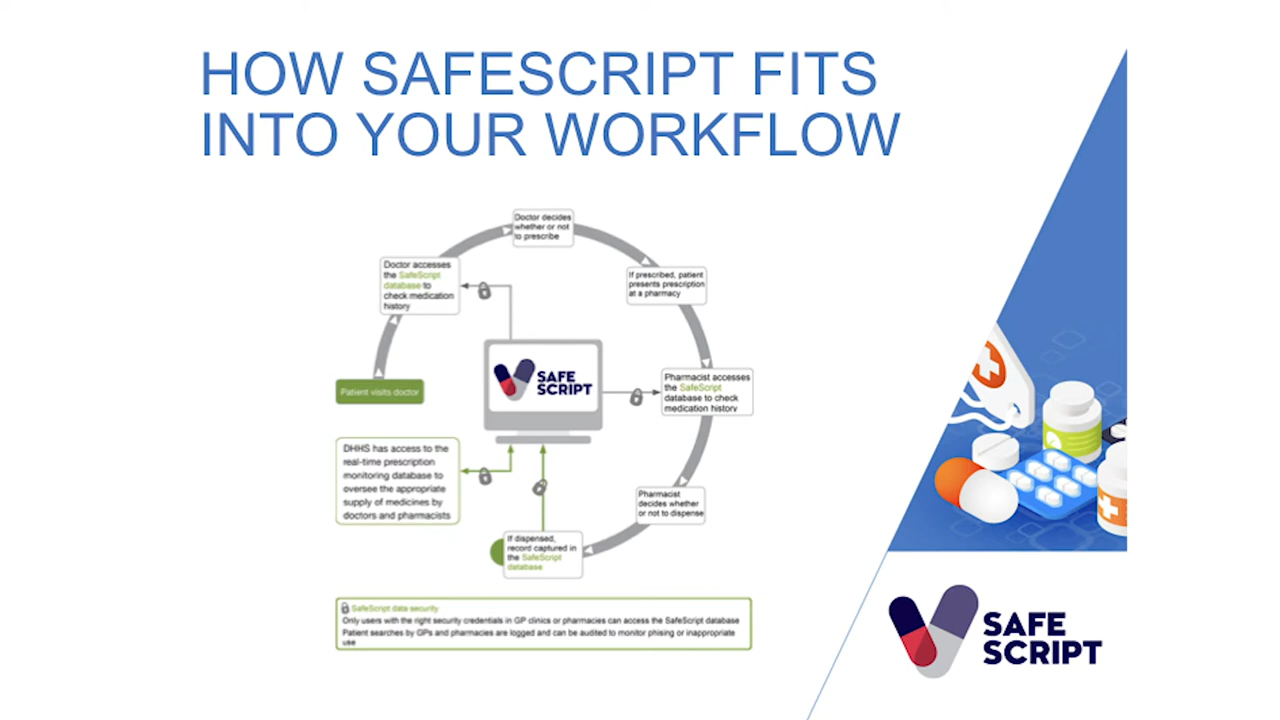 HOW SAFESCRIPT FITS
INTO YOUR WORKFLOW
Doctor decides
whether or not
to prescribe
Doctor accesses
the SafeScript
database to
check medication
history
If prescribed, patient
presents prescription
at a pharmacy
Patient visits doctor
SAFE
SCRIPT
Pharmacist accesses
the SafeScript
database to check
medication history
DHHS has access to the
real-time prescription
monitoring database to
oversee the appropriate
supply of medicines by
doctors and pharmacists
Pharmacist
decides whether
or not to dispense
If dispensed,
record captured in
the SafeScript
database
SafeScript data security
Only users with the right security credentials in GP clinics or pharmacies can access the SafeScript database
Patient searches by GPs and pharmacies are logged and can be audited to monitor phising or inappropriate
use
SAFE
SCRIPT